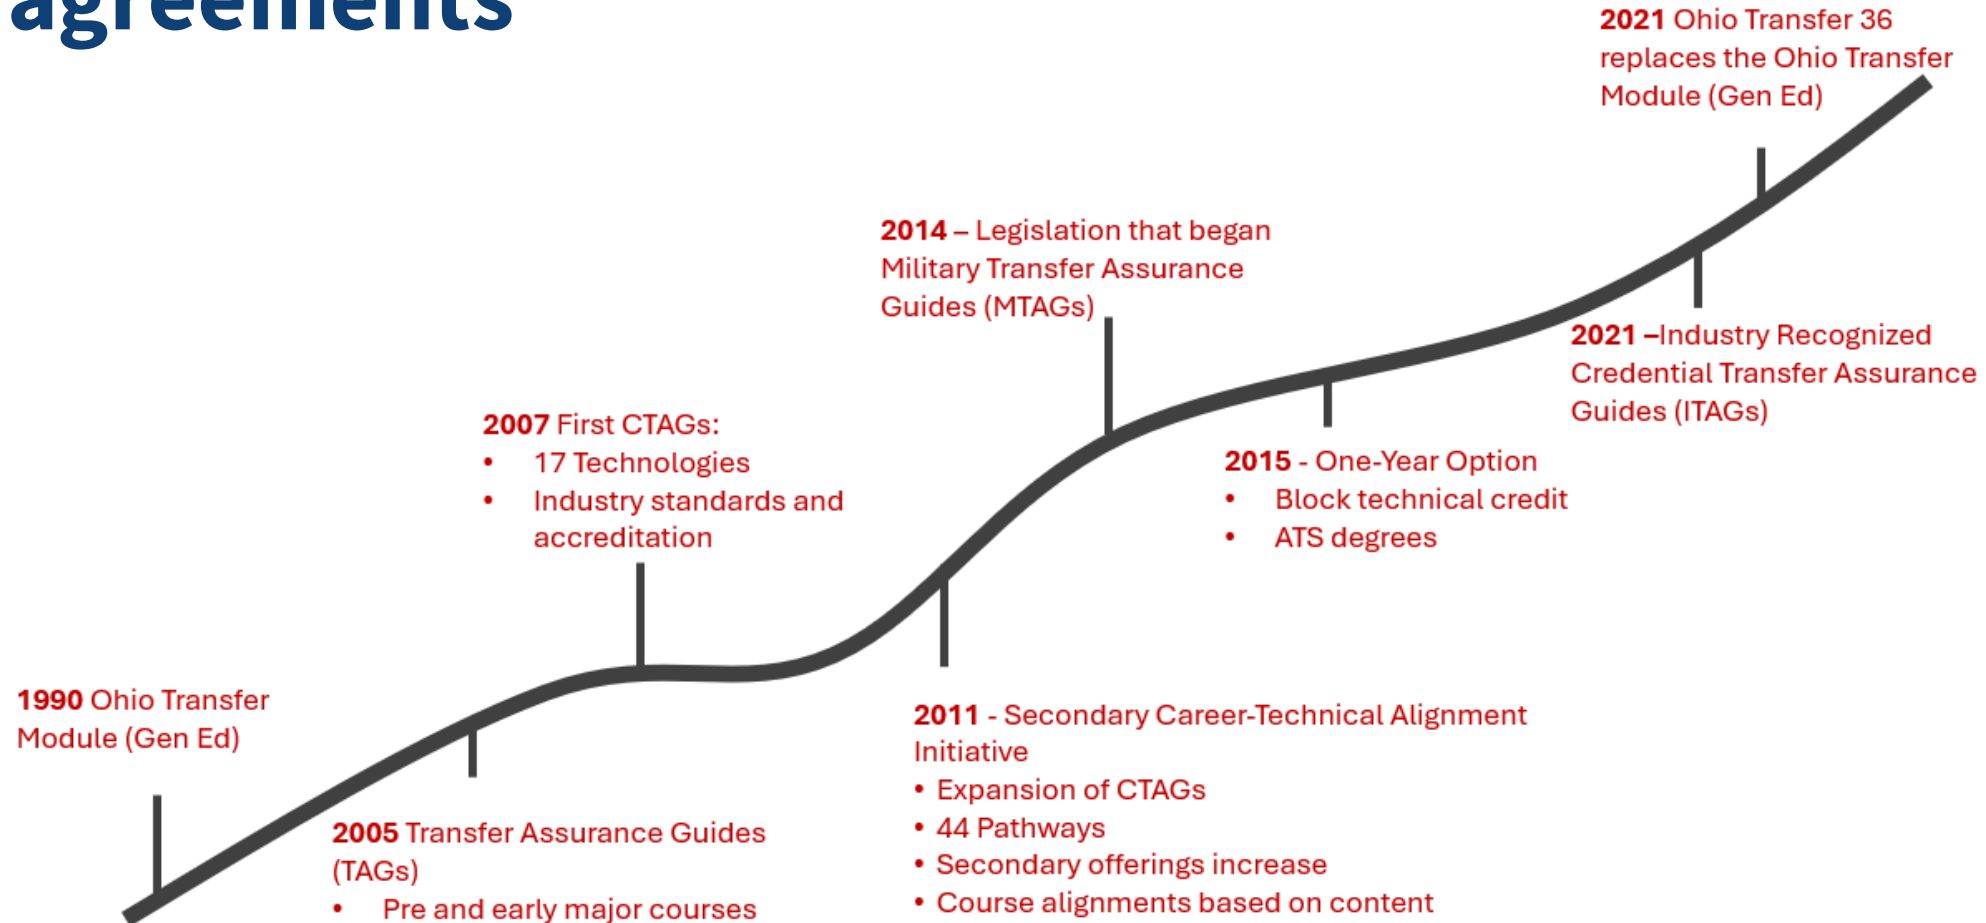 agreements
2021 Ohio Transfer 36
replaces the Ohio Transfer
Module (Gen Ed)
2014 – Legislation that began
Military Transfer Assurance
Guides (MTAGs)
2021 –Industry Recognized
Credential Transfer Assurance
Guides (ITAGs)
2007 First CTAGs:
• 17 Technologies
• Industry standards and
accreditation
2015 - One-Year Option
• Block technical credit
• ATS degrees
1990 Ohio Transfer
Module (Gen Ed)
2011 - Secondary Career-Technical Alignment
Initiative
• Expansion of CTAGs
• 44 Pathways
• Secondary offerings increase
• Course alignments based on content
2005 Transfer Assurance Guides
(TAGs)
• Pre and early major courses